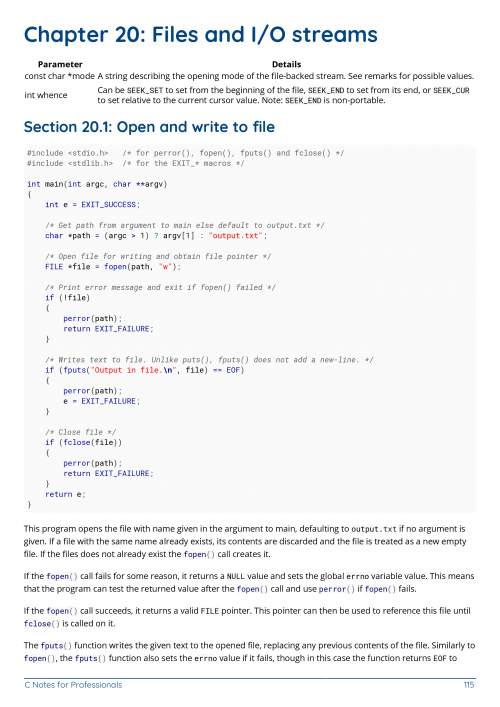 Chapter 20: Files and I/O streams
Parameter Details
const char *mode A string describing the opening mode of the file-backed stream. See remarks for possible values.
int whence Can be SEEK_SET to set from the beginning of the file, SEEK_END to set from its end, or SEEK_CUR
to set relative to the current cursor value. Note: SEEK_END is non-portable.
Section 20.1: Open and write to file
#include <stdio.h>   /* for perror(), fopen(), fputs() and fclose() */
#include <stdlib.h>  /* for the EXIT_* macros */

int main(int argc, char **argv)
{
    int e = EXIT_SUCCESS;

    /* Get path from argument to main else default to output.txt */
    char *path = (argc > 1) ? argv[1] : "output.txt";

    /* Open file for writing and obtain file pointer */
    FILE *file = fopen(path, "w");

    /* Print error message and exit if fopen() failed */
    if (!file)
    {
        perror(path);
        return EXIT_FAILURE;
    }

    /* Writes text to file. Unlike puts(), fputs() does not add a new-line. */
    if (fputs("Output in file.\n", file) == EOF)
    {
        perror(path);
        e = EXIT_FAILURE;
    }

    /* Close file */
    if (fclose(file))
    {
        perror(path);
        return EXIT_FAILURE;
    }
    return e;
}
This program opens the file with name given in the argument to main, defaulting to output.txt if no argument is
given. If a file with the same name already exists, its contents are discarded and the file is treated as a new empty
file. If the files does not already exist the fopen() call creates it.
If the fopen() call fails for some reason, it returns a NULL value and sets the global errno variable value. This means
that the program can test the returned value after the fopen() call and use perror() if fopen() fails.
If the fopen() call succeeds, it returns a valid FILE pointer. This pointer can then be used to reference this file until
fclose() is called on it.
The fputs() function writes the given text to the opened file, replacing any previous contents of the file. Similarly to
fopen(), the fputs() function also sets the errno value if it fails, though in this case the function returns EOF to
C Notes for Professionals 115